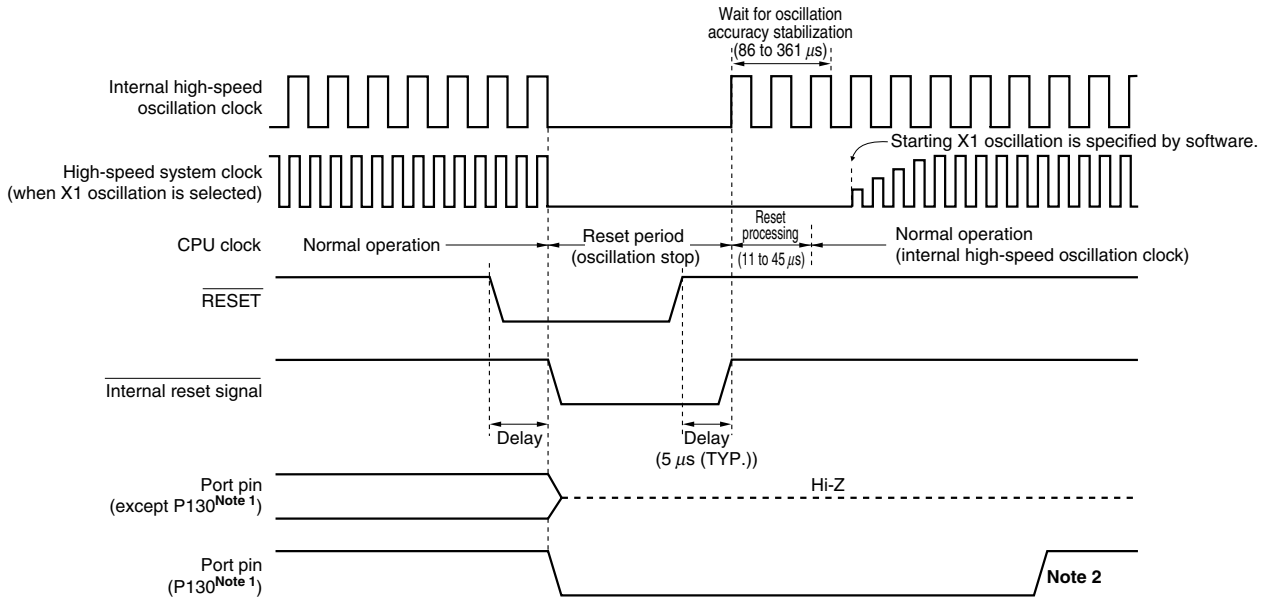 Wait for oscillation
accuracy stabilization
(86 to 361 μs)
Internal high-speed
oscillation clock
Starting X1 oscillation is specified by software.
High-speed system clock
(when X1 oscillation is selected)
CPU clock
Normal operation
Reset period
(oscillation stop)
Reset
processing
(11 to 45 μs)
Normal operation
(internal high-speed oscillation clock)
RESET
Internal reset signal
Delay
Delay
(5 μs (TYP.))
Port pin
(except P130Note 1)
Hi-Z
Port pin
(P130Note 1)
Note 2